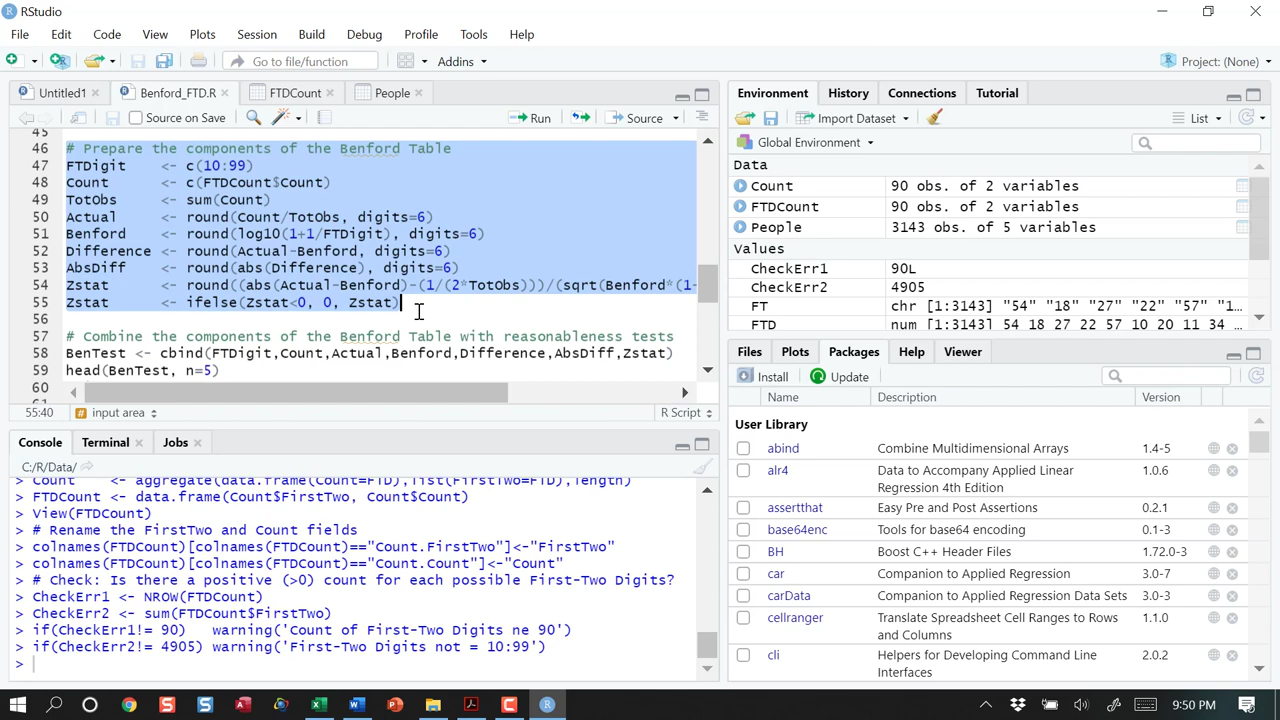 RStudio
File Edit Code View Plots Session Build Debug Profile Tools Help
Go to file/function Addins Project: (None)
Untitled1 Benford_FTD.R FTDCount People
Source on Save Run Source
45
46 # Prepare the components of the Benford Table
47 FTDigit <- c(10:99)
48 Count <- c(FTDCount$Count)
49 TotObs <- sum(Count)
50 Actual <- round(Count/TotObs, digits=6)
51 Benford <- round(log10(1+1/FTDigit), digits=6)
52 Difference <- round(Actual-Benford, digits=6)
53 AbsDiff <- round(abs(Difference), digits=6)
54 Zstat <- round((abs(Actual-Benford)-(1/(2*TotObs)))/(sqrt(Benford*(1-
55 Zstat <- ifelse(Zstat<0, 0, Zstat)
56
57 # Combine the components of the Benford Table with reasonableness tests
58 BenTest <- cbind(FTDigit,Count,Actual,Benford,Difference,AbsDiff,Zstat)
59 head(BenTest, n=5)
60
61
55:40 # input area R Script
Console Terminal Jobs
C:/R/Data/
> Count <- aggregate(data.frame(Count=FTD),list(FirstTwo=FTD),length)
> FTDCount <- data.frame(Count$FirstTwo, Count$Count)
> View(FTDCount)
> # Rename the FirstTwo and Count fields
> colnames(FTDCount)[colnames(FTDCount)=="Count.FirstTwo"]<-"FirstTwo"
> colnames(FTDCount)[colnames(FTDCount)=="Count.Count"]<-"Count"
> # Check: Is there a positive (>0) count for each possible First-Two Digits?
> CheckErr1 <- NROW(FTDCount)
> CheckErr2 <- sum(FTDCount$FirstTwo)
> if(CheckErr1!= 90) warning('Count of First-Two Digits ne 90')
> if(CheckErr2!= 4905) warning('First-Two Digits not = 10:99')
>
Environment History Connections Tutorial
Import Dataset List
Global Environment
Data
Count 90 obs. of 2 variables
FTDCount 90 obs. of 2 variables
People 3143 obs. of 5 variables
Values
CheckErr1 90L
CheckErr2 4905
FT chr [1:3143] "54" "18" "27" "22" "57" "1…
FTD num [1:3143] 54 18 27 22 57 10 20 11 34 …
Files Plots Packages Help Viewer
Install Update
Name Description Version
User Library
abind Combine Multidimensional Arrays 1.4-5
alr4 Data to Accompany Applied Linear Regression 4th Edition 1.0.6
assertthat Easy Pre and Post Assertions 0.2.1
base64enc Tools for base64 encoding 0.1-3
BH Boost C++ Header Files 1.72.0-3
car Companion to Applied Regression 3.0-7
carData Companion to Applied Regression Data Sets 3.0-3
cellranger Translate Spreadsheet Cell Ranges to Rows and Columns 1.1.0
cli Helpers for Developing Command Line Interfaces 2.0.2
9:50 PM